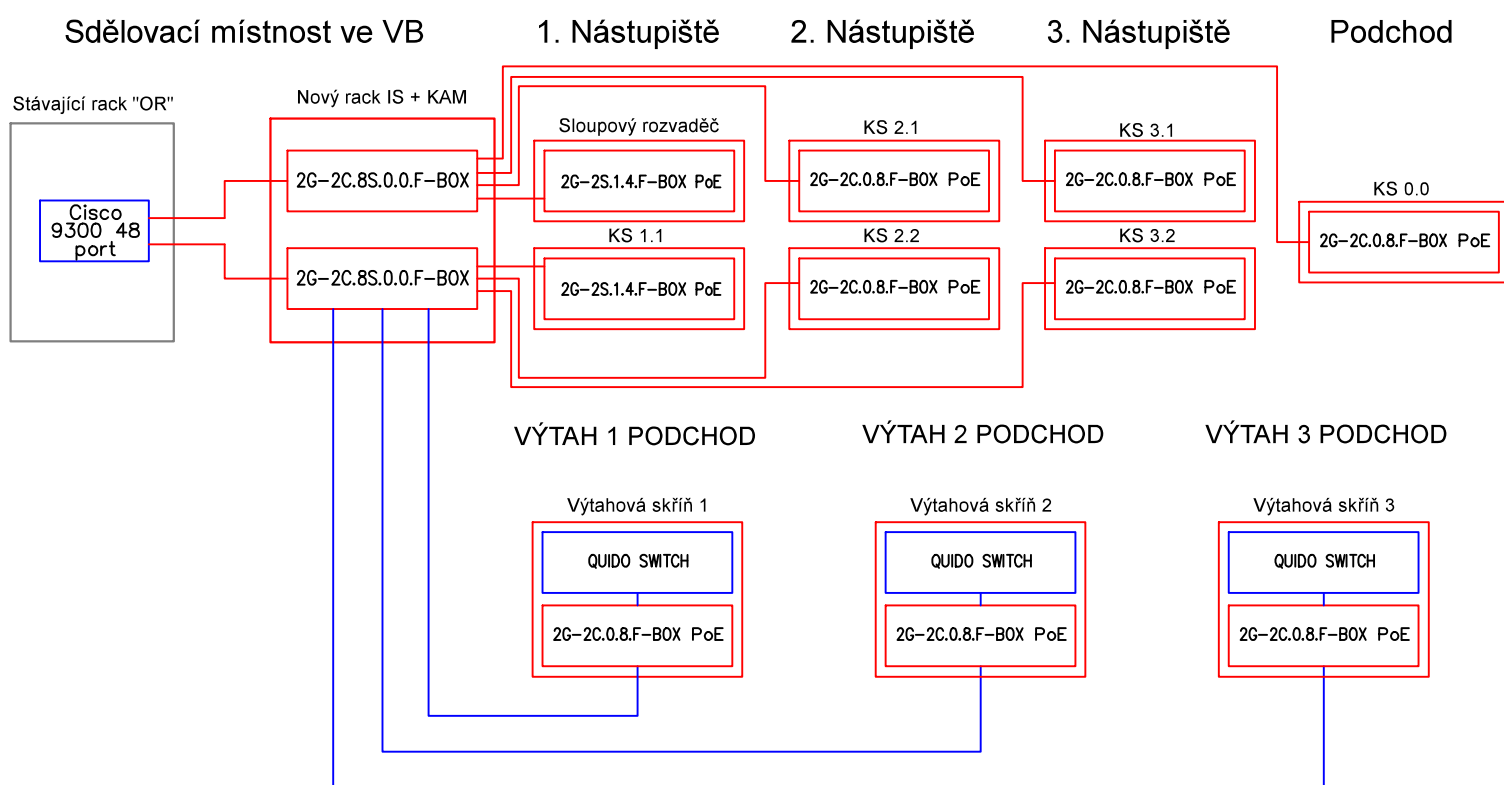 Sdělovací místnost ve VB
1. Nástupiště
2. Nástupiště
3. Nástupiště
Podchod
Stávající rack "OR"
Nový rack IS + KAM
Sloupový rozvaděč
KS 2.1
KS 3.1
Cisco
9300 48
port
2G-2C.8S.0.0.F-BOX
2G-2S.1.4.F-BOX PoE
2G-2C.0.8.F-BOX PoE
2G-2C.0.8.F-BOX PoE
KS 0.0
2G-2C.0.8.F-BOX PoE
KS 1.1
KS 2.2
KS 3.2
2G-2C.8S.0.0.F-BOX
2G-2S.1.4.F-BOX PoE
2G-2C.0.8.F-BOX PoE
2G-2C.0.8.F-BOX PoE
VÝTAH 1 PODCHOD
VÝTAH 2 PODCHOD
VÝTAH 3 PODCHOD
Výtahová skříň 1
Výtahová skříň 2
Výtahová skříň 3
QUIDO SWITCH
QUIDO SWITCH
QUIDO SWITCH
2G-2C.0.8.F-BOX PoE
2G-2C.0.8.F-BOX PoE
2G-2C.0.8.F-BOX PoE